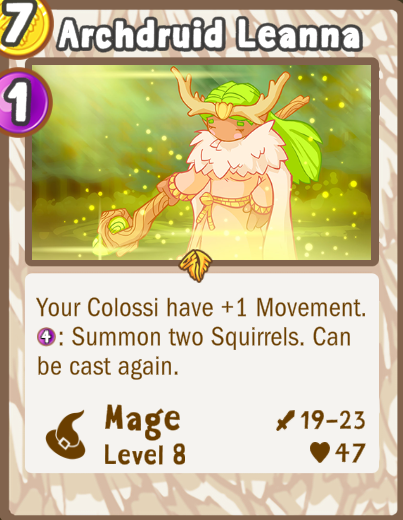 7
Archdruid Leanna
1
Your Colossi have +1 Movement.
4: Summon two Squirrels. Can
be cast again.
Mage
19–23
Level 8
47